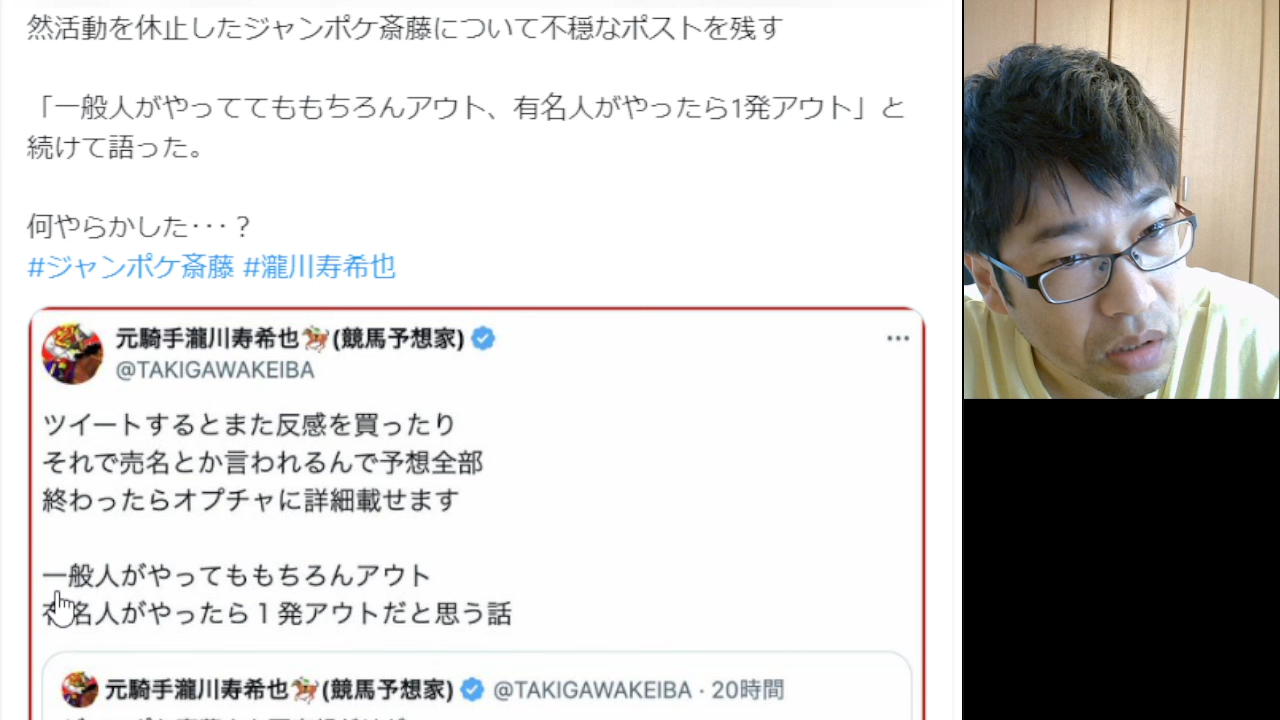 然活動を休止したジャンポケ斎藤について不穏なポストを残す
「一般人がやっててももちろんアウト、有名人がやったら1発アウト」と
続けて語った。
何やらかした･･･？
#ジャンポケ斎藤 #瀧川寿希也
元騎手瀧川寿希也🏇(競馬予想家)
@TAKIGAWAKEIBA
ツイートするとまた反感を買ったり
それで売名とか言われるんで予想全部
終わったらオプチャに詳細載せます
一般人がやってももちろんアウト
名人がやったら１発アウトだと思う話
元騎手瀧川寿希也🏇(競馬予想家) @TAKIGAWAKEIBA · 20時間